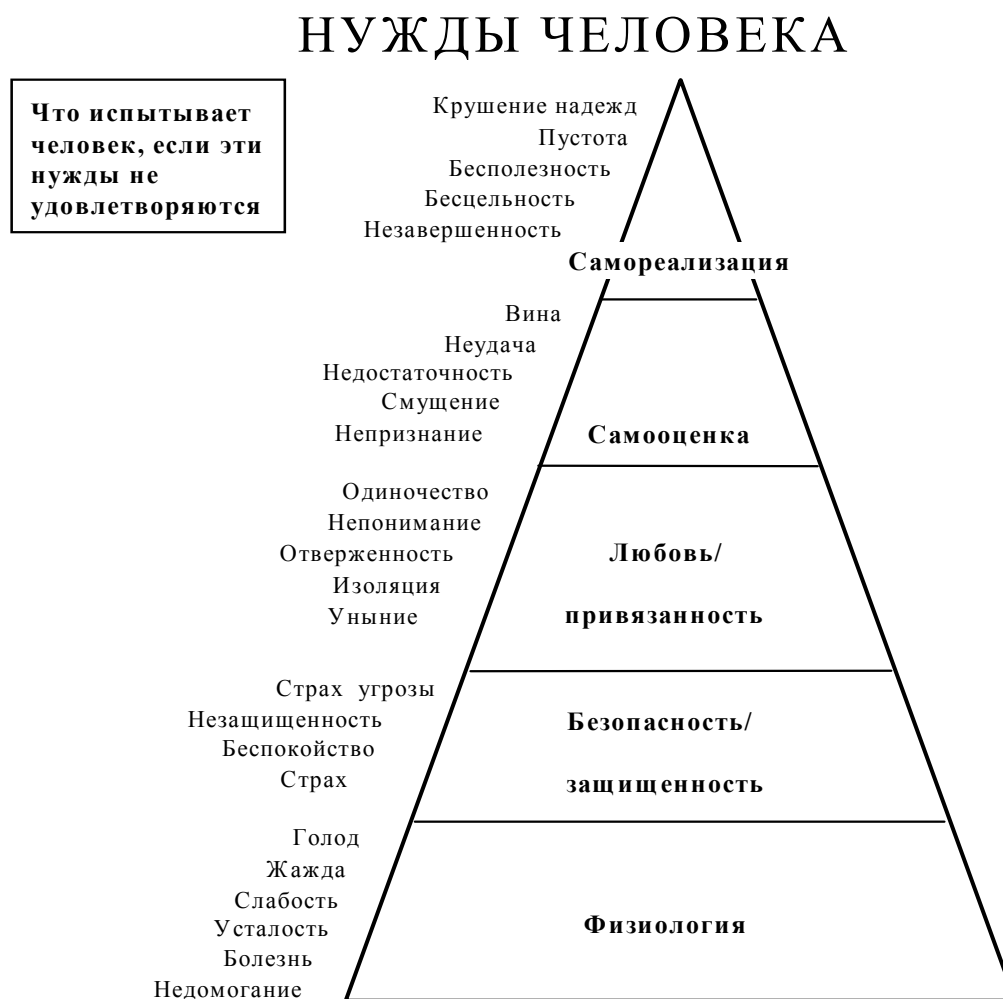 НУЖДЫ ЧЕЛОВЕКА
Что испытывает
человек, если эти
нужды не
удовлетворяются
Крушение надежд
Пустота
Бесполезность
Бесцельность
Незавершенность
Самореализация
Вина
Неудача
Недостаточность
Смущение
Непризнание
Самооценка
Одиночество
Непонимание
Отверженность
Изоляция
Уныние
Любовь/
привязанность
Страх угрозы
Незащищенность
Беспокойство
Страх
Безопасность/
защищенность
Голод
Жажда
Слабость
Усталость
Болезнь
Недомогание
Физиология